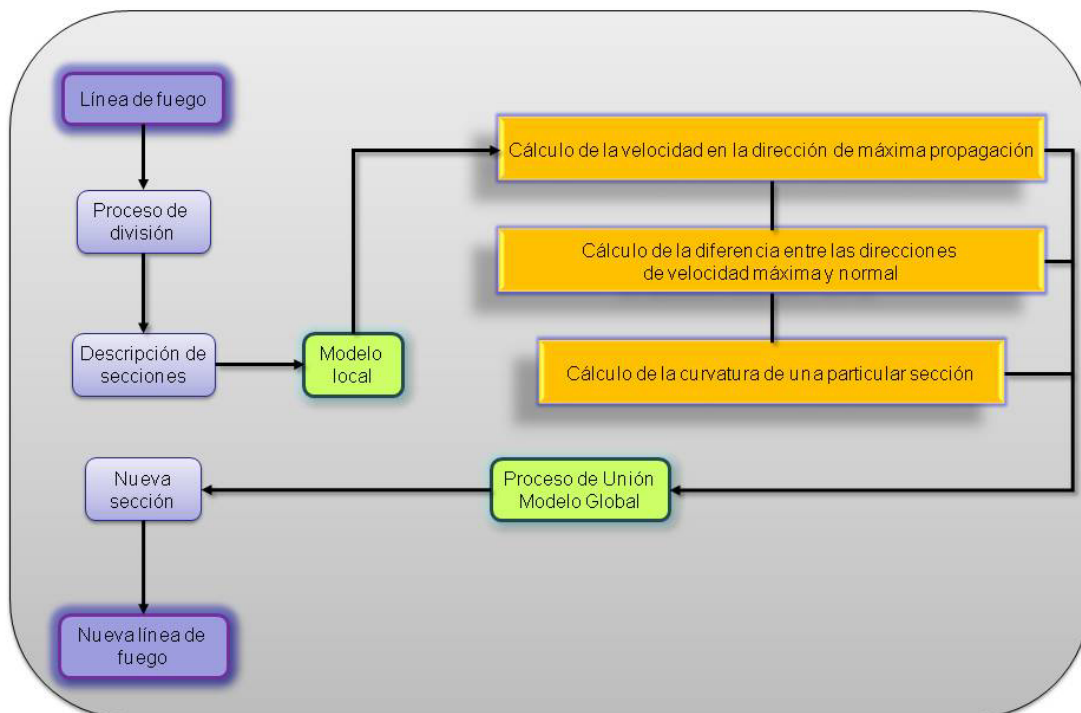 Línea de fuego
Proceso de
división
Descripción de
secciones
Modelo
local
Cálculo de la velocidad en la dirección de máxima propagación
Cálculo de la diferencia entre las direcciones
de velocidad máxima y normal
Cálculo de la curvatura de una particular sección
Proceso de Unión
Modelo Global
Nueva
sección
Nueva línea de
fuego